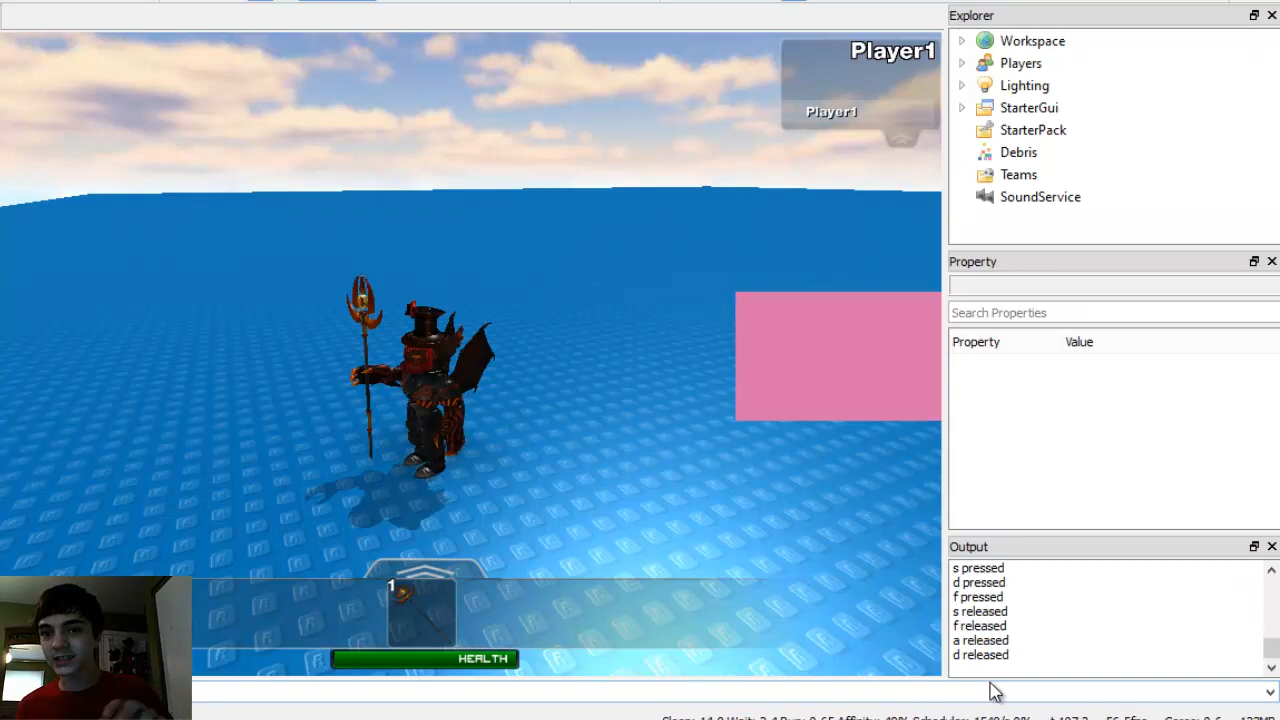 Explorer
Workspace
Players
Lighting
StarterGui
StarterPack
Debris
Teams
SoundService
Player1
Player1
Property
Search Properties
Property Value
Output
s pressed
d pressed
f pressed
s released
f released
a released
d released
1
HEALTH